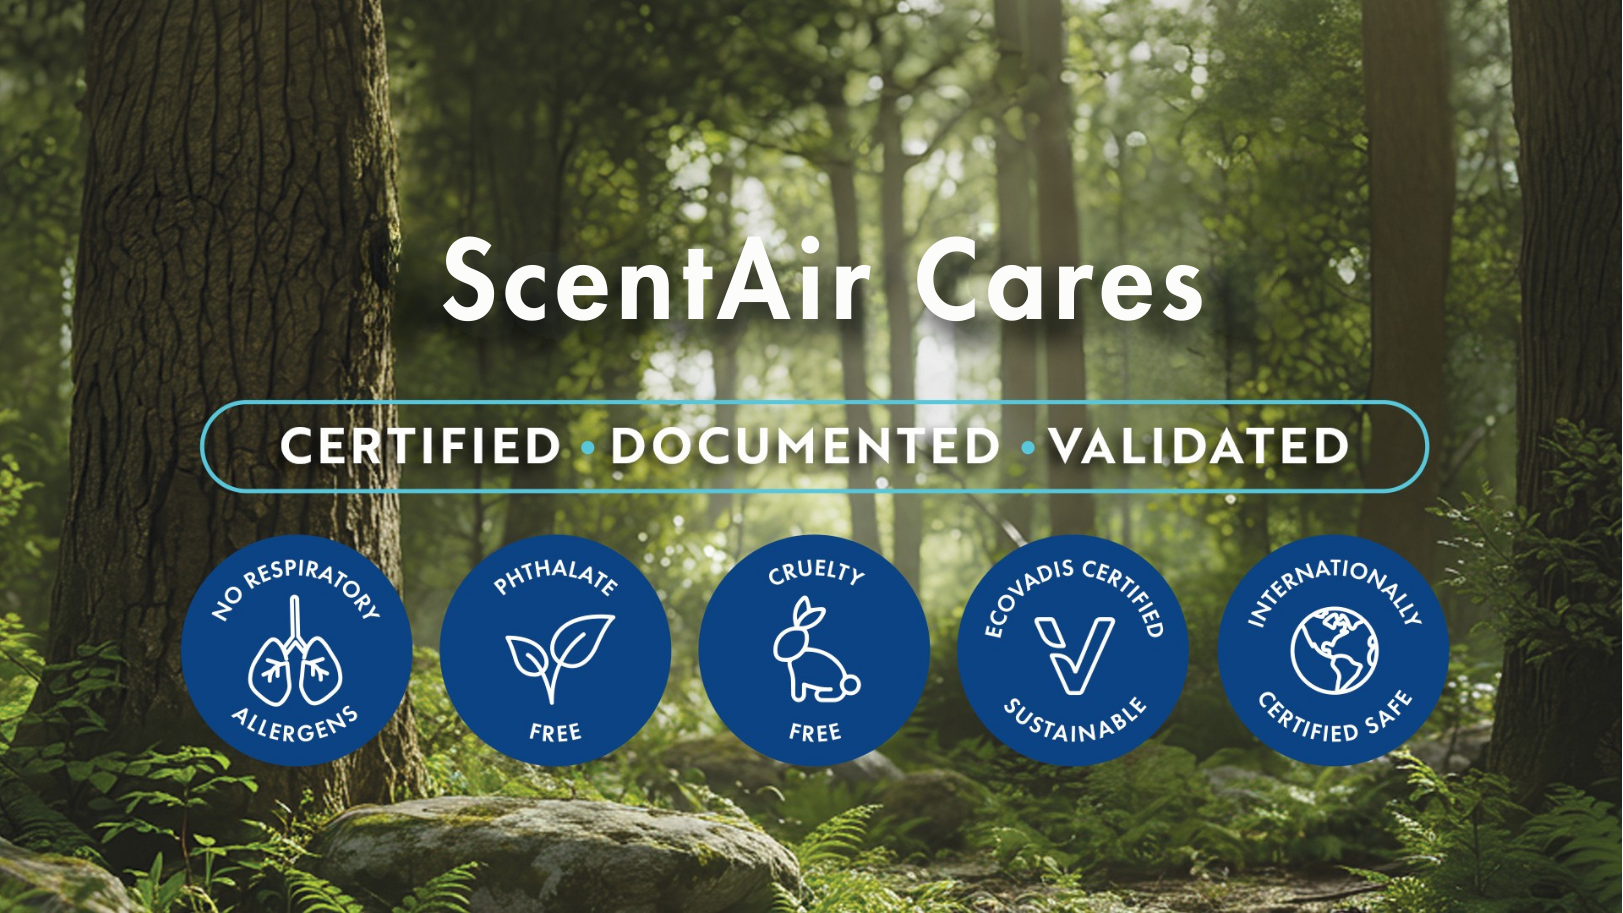 ScentAir Cares
CERTIFIED • DOCUMENTED • VALIDATED
NO RESPIRATORY
ALLERGENS
PHTHALATE
FREE
CRUELTY
FREE
ECOVADIS CERTIFIED
SUSTAINABLE
INTERNATIONALLY
CERTIFIED SAFE